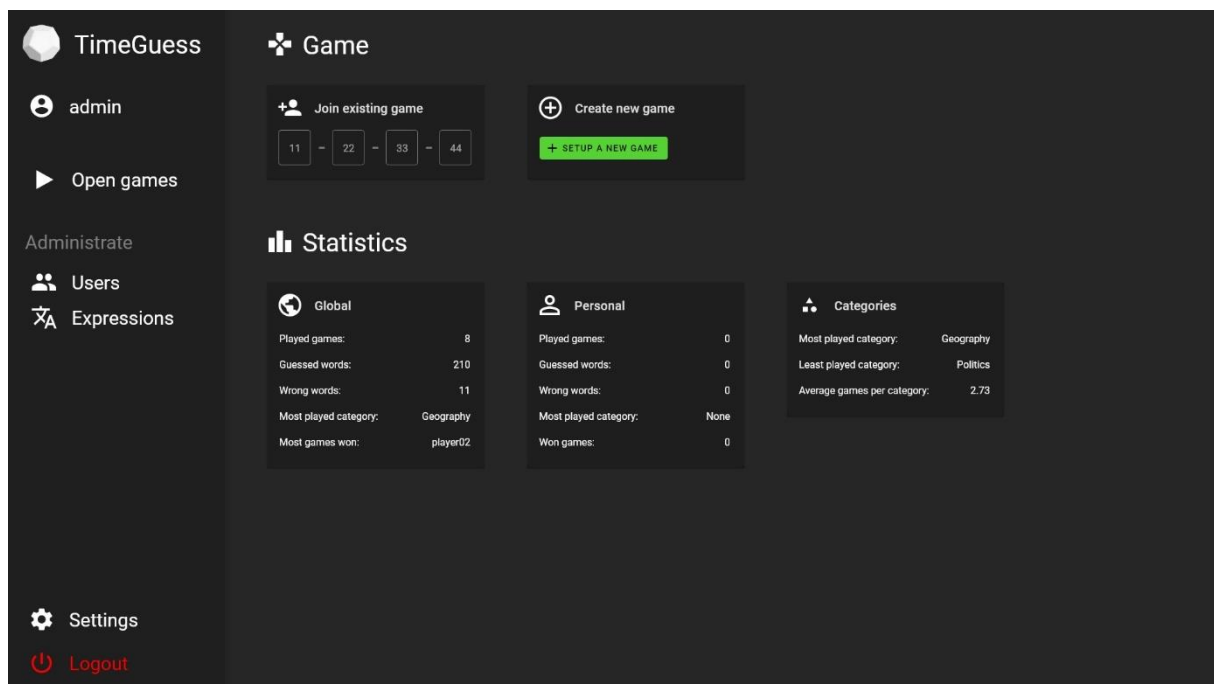 TimeGuess
admin
Open games
Administrate
Users
Expressions
Settings
Logout
Game
Join existing game
11 - 22 - 33 - 44
Create new game
+ SETUP A NEW GAME
Statistics
Global
Played games: 8
Guessed words: 210
Wrong words: 11
Most played category: Geography
Most games won: player02
Personal
Played games: 0
Guessed words: 0
Wrong words: 0
Most played category: None
Won games: 0
Categories
Most played category: Geography
Least played category: Politics
Average games per category: 2.73